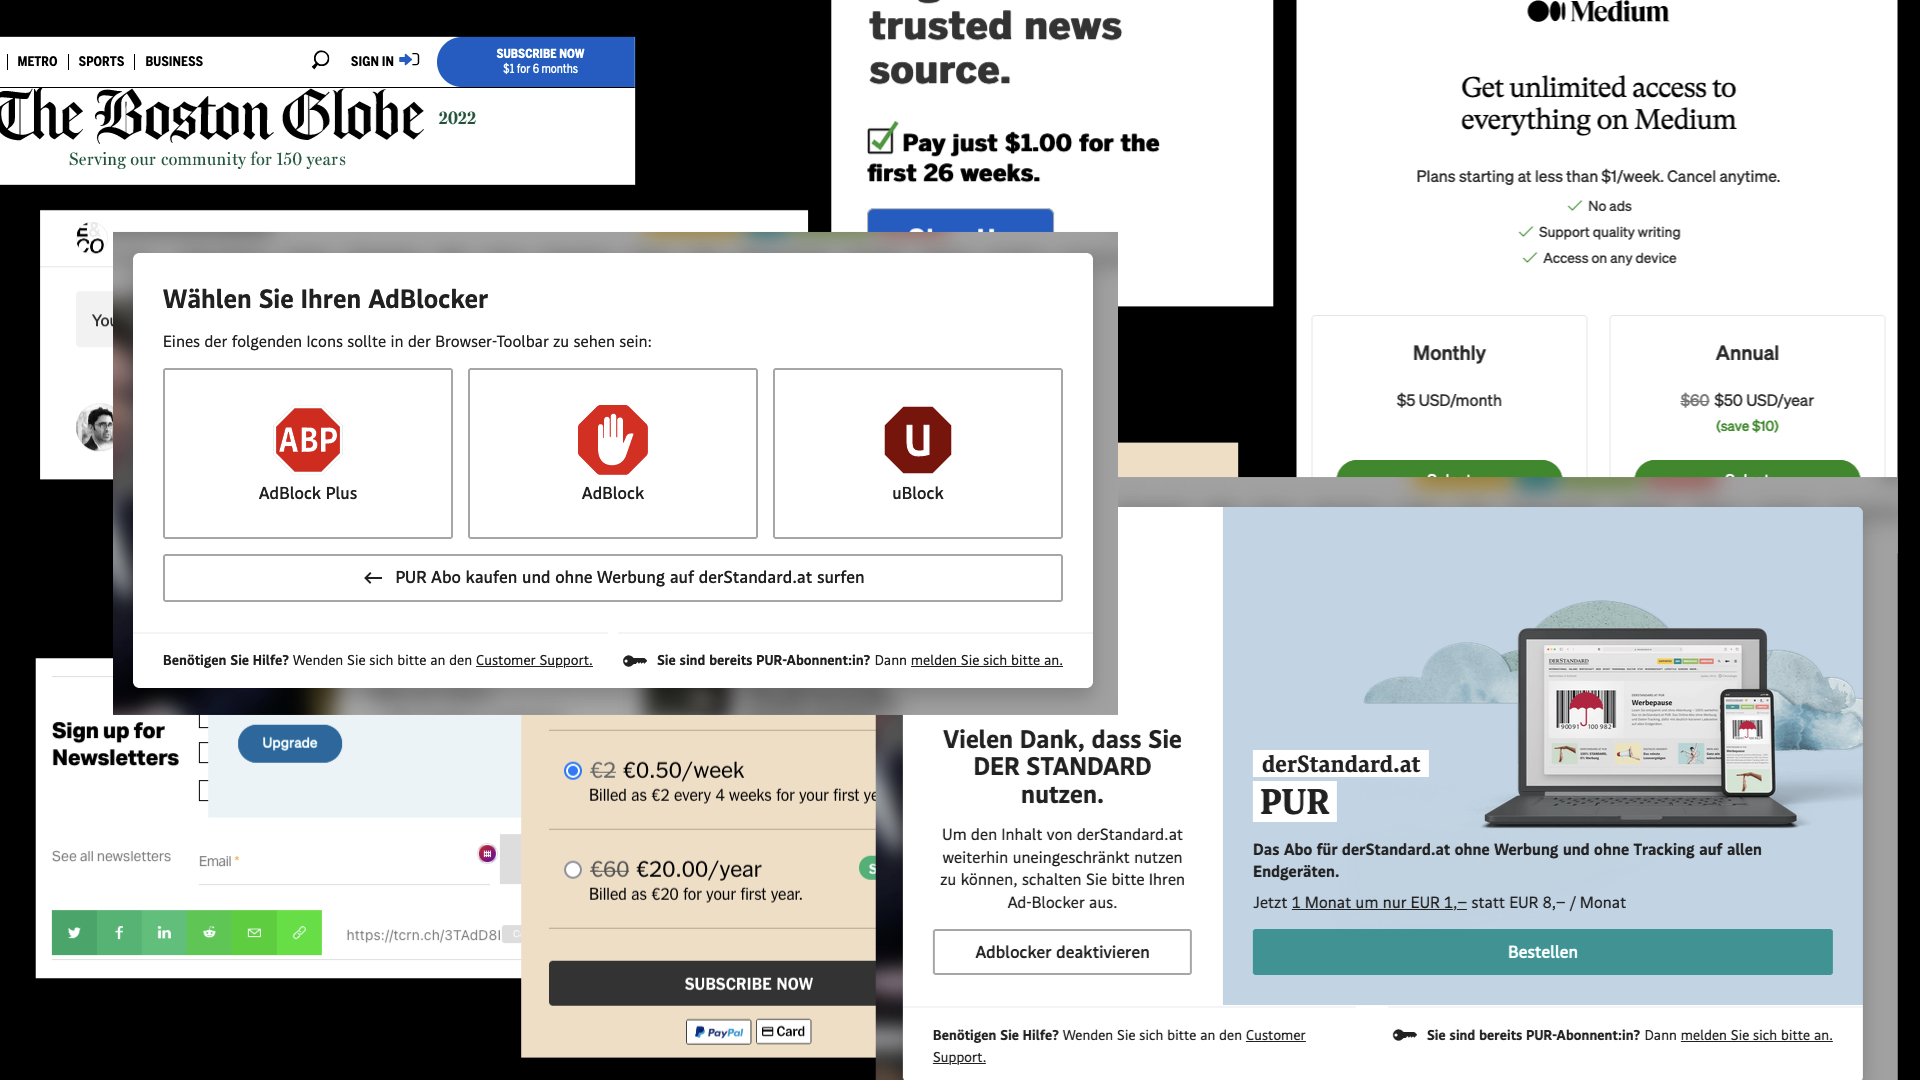 METRO
SPORTS
BUSINESS
SIGN IN
SUBSCRIBE NOW
$1 for 6 months
The Boston Globe
2022
Serving our community for 150 years
trusted news
source.
Pay just $1.00 for the
first 26 weeks.
Medium
Get unlimited access to
everything on Medium
Plans starting at less than $1/week. Cancel anytime.
No ads
Support quality writing
Access on any device
Monthly
$5 USD/month
Annual
$60 $50 USD/year
(save $10)
E&
CO
You
Wählen Sie Ihren AdBlocker
Eines der folgenden Icons sollte in der Browser-Toolbar zu sehen sein:
ABP
AdBlock Plus
AdBlock
U
uBlock
← PUR Abo kaufen und ohne Werbung auf derStandard.at surfen
Benötigen Sie Hilfe? Wenden Sie sich bitte an den Customer Support.
Sie sind bereits PUR-Abonnent:in? Dann melden Sie sich bitte an.
Sign up for
Newsletters
Upgrade
See all newsletters
Email *
https://tcrn.ch/3TAdD8I
€2 €0.50/week
Billed as €2 every 4 weeks for your first ye
€60 €20.00/year
S
Billed as €20 for your first year.
SUBSCRIBE NOW
PayPal
Card
Vielen Dank, dass Sie
DER STANDARD
nutzen.
Um den Inhalt von derStandard.at
weiterhin uneingeschränkt nutzen
zu können, schalten Sie bitte Ihren
Ad-Blocker aus.
Adblocker deaktivieren
DERSTANDARD
Werbepause
90091 100 982
Werbepause
derStandard.at
PUR
Das Abo für derStandard.at ohne Werbung und ohne Tracking auf allen
Endgeräten.
Jetzt 1 Monat um nur EUR 1,– statt EUR 8,– / Monat
Bestellen
Benötigen Sie Hilfe? Wenden Sie sich bitte an den Customer
Support.
Sie sind bereits PUR-Abonnent:in? Dann melden Sie sich bitte an.